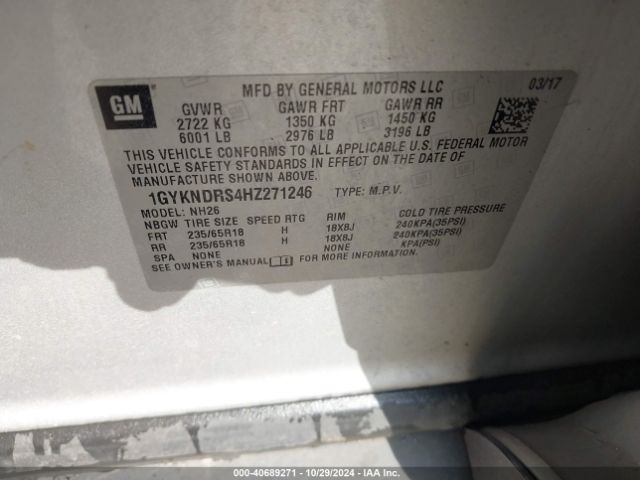 GM
MFD BY GENERAL MOTORS LLC 03/17
GVWR GAWR FRT GAWR RR
2722 KG 1350 KG 1450 KG
6001 LB 2976 LB 3196 LB
THIS VEHICLE CONFORMS TO ALL APPLICABLE U.S. FEDERAL MOTOR
VEHICLE SAFETY STANDARDS IN EFFECT ON THE DATE OF
MANUFACTURE SHOWN ABOVE.
1GYKNDRS4HZ271246 TYPE: M.P.V.
MODEL: NH26
NBGW TIRE SIZE SPEED RTG RIM COLD TIRE PRESSURE
FRT 235/65R18 H 18X8J 240KPA(35PSI)
RR 235/65R18 H 18X8J 240KPA(35PSI)
SPA NONE NONE KPA(PSI)
SEE OWNER'S MANUAL FOR MORE INFORMATION
000-40689271 | 10/29/2024 | IAA Inc.